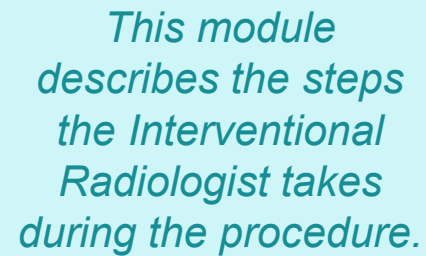 This module
describes the steps
the Interventional
Radiologist takes
during the procedure.